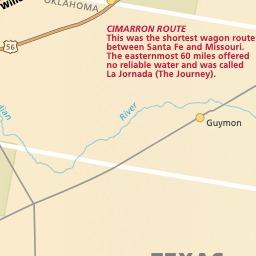 OKLAHOMA
CIMARRON ROUTE
This was the shortest wagon route
between Santa Fe and Missouri.
The easternmost 60 miles offered
no reliable water and was called
La Jornada (The Journey).
56
River
Guymon